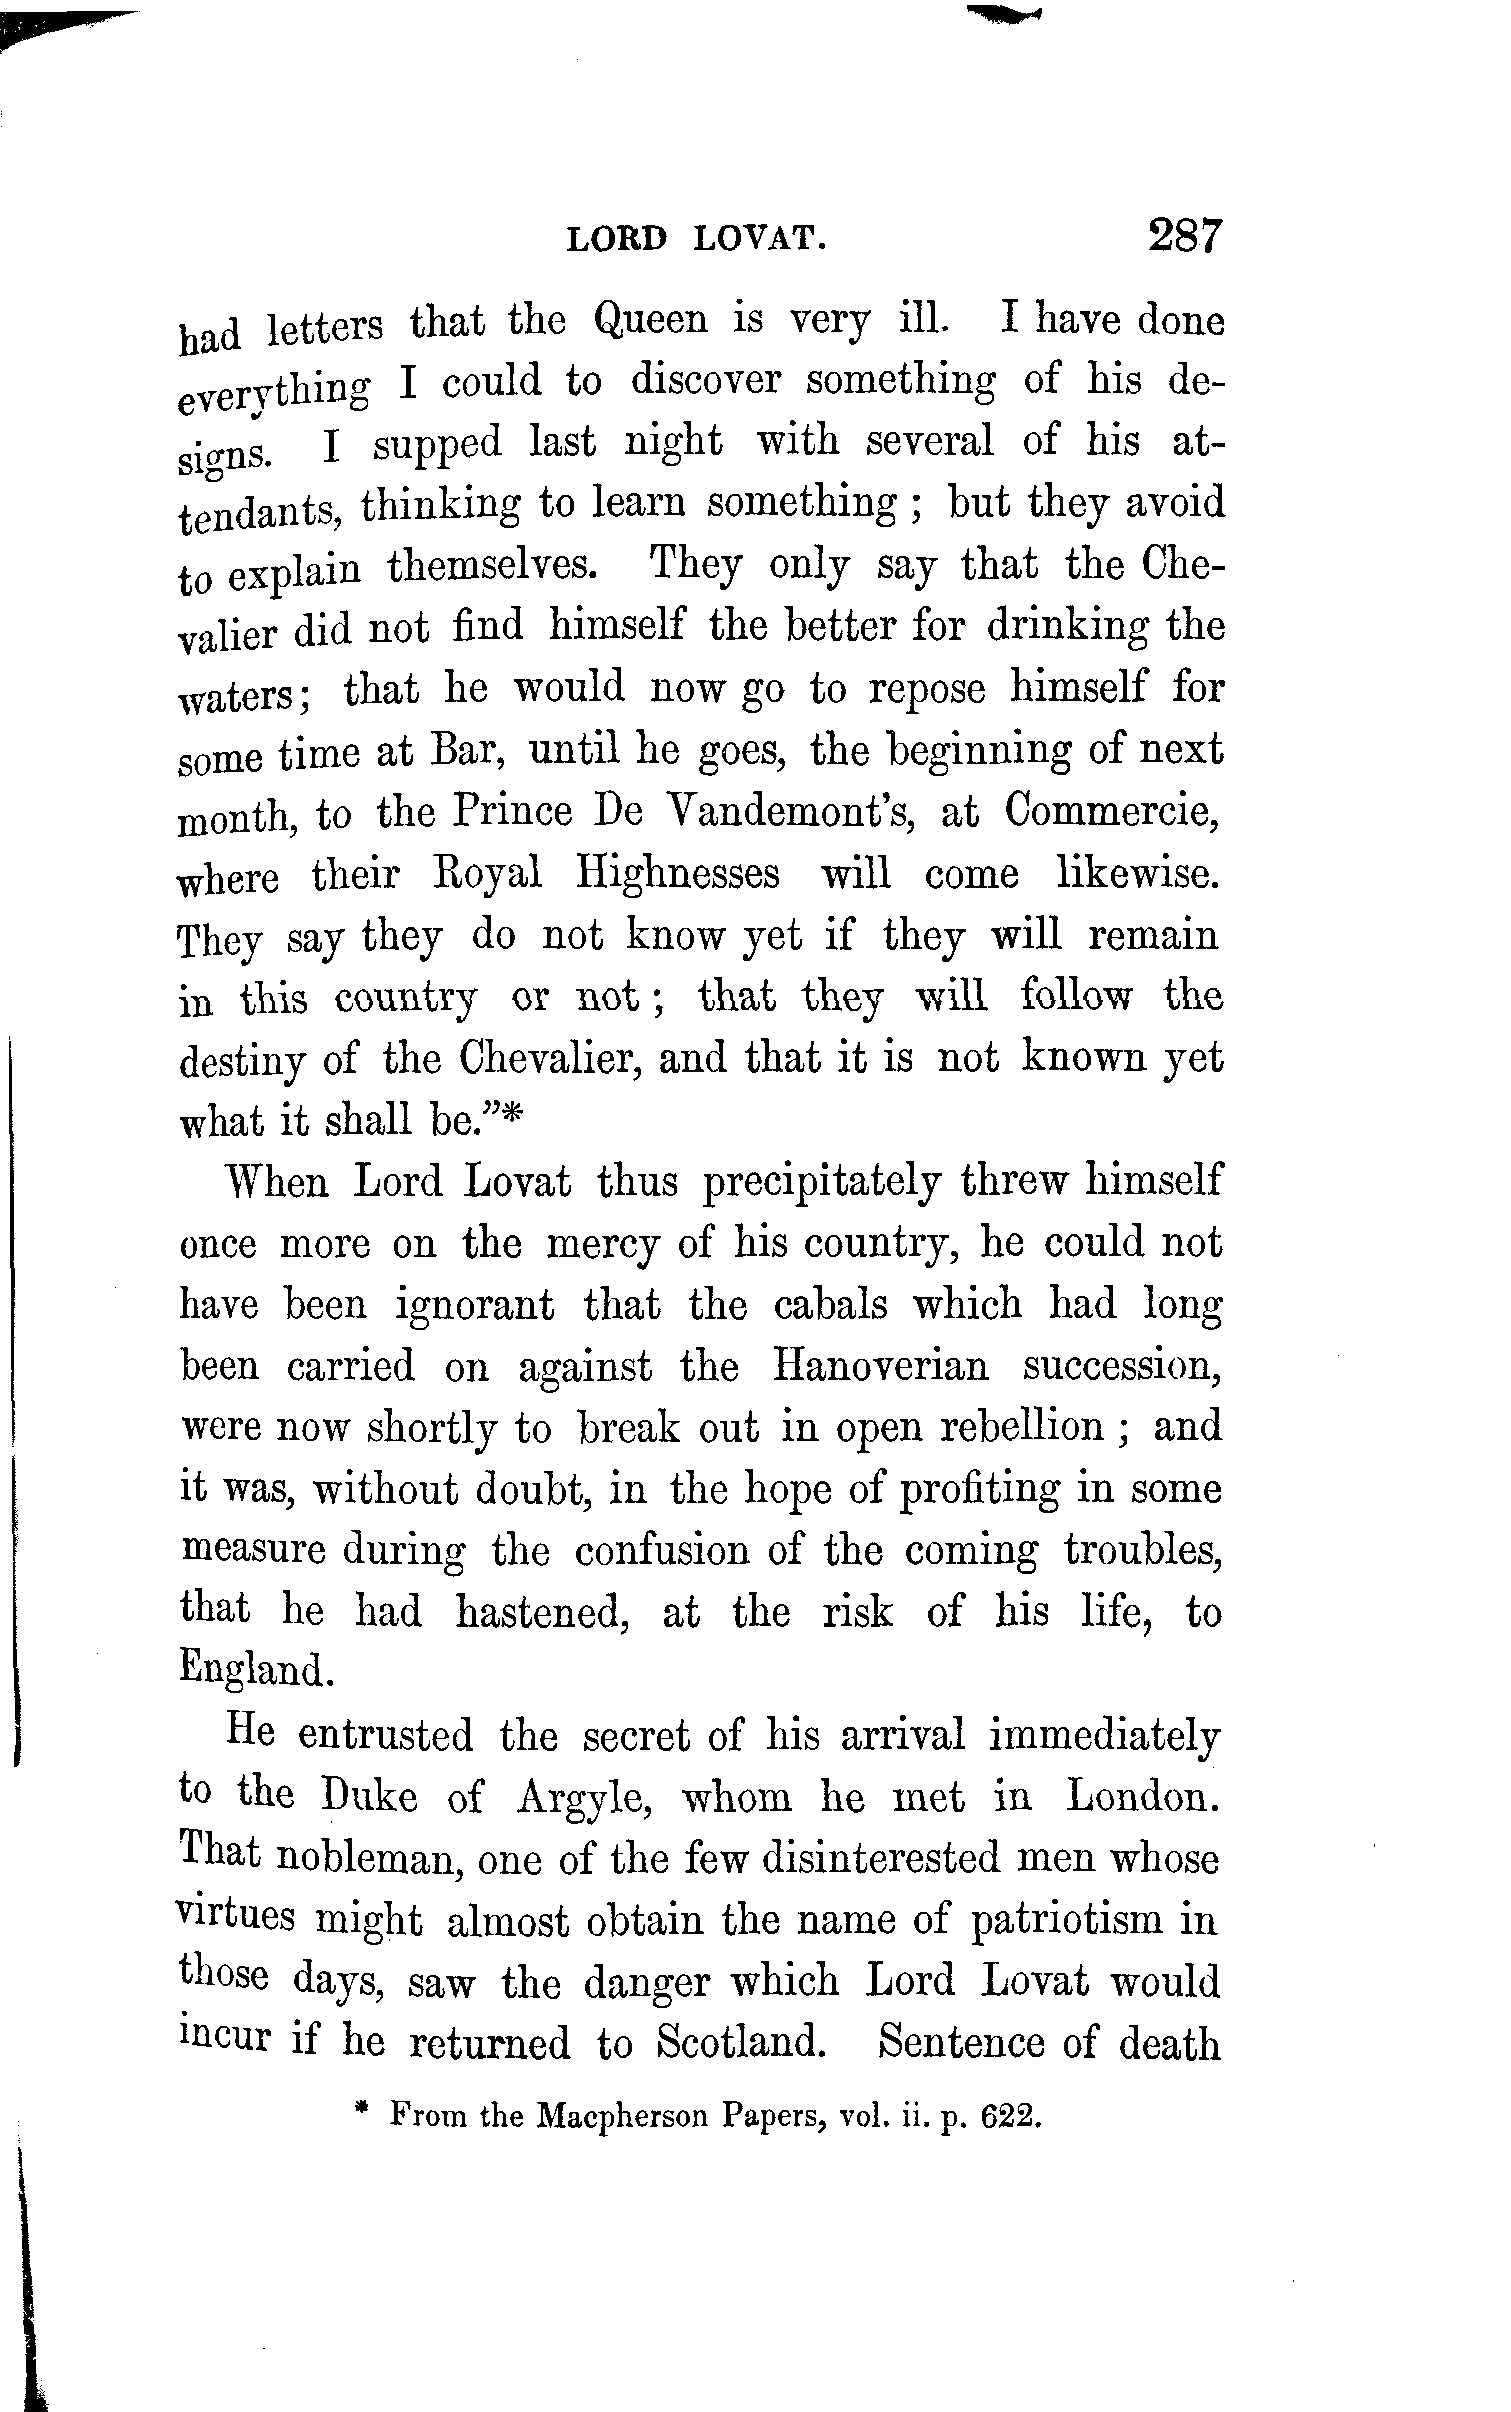 LORD LOVAT. 287
had letters that the Queen is very ill. I have done
everything I could to discover something of his de-
signs. I supped last night with several of his at-
tendants, thinking to learn something ; but they avoid
to explain themselves. They only say that the Che-
valier did not find himself the better for drinking the
waters; that he would now go to repose himself for
some time at Bar, until he goes, the beginning of next
month, to the Prince De Vandemont's, at Commercie,
where their Royal Highnesses will come likewise.
They say they do not know yet if they will remain
in this country or not ; that they will follow the
destiny of the Chevalier, and that it is not known yet
what it shall be.”*
When Lord Lovat thus precipitately threw himself
once more on the mercy of his country, he could not
have been ignorant that the cabals which had long
been carried on against the Hanoverian succession,
were now shortly to break out in open rebellion ; and
it was, without doubt, in the hope of profiting in some
measure during the confusion of the coming troubles,
that he had hastened, at the risk of his life, to
England.
He entrusted the secret of his arrival immediately
to the Duke of Argyle, whom he met in London.
That nobleman, one of the few disinterested men whose
virtues might almost obtain the name of patriotism in
those days, saw the danger which Lord Lovat would
incur if he returned to Scotland. Sentence of death
* From the Macpherson Papers, vol. ii. p. 622.